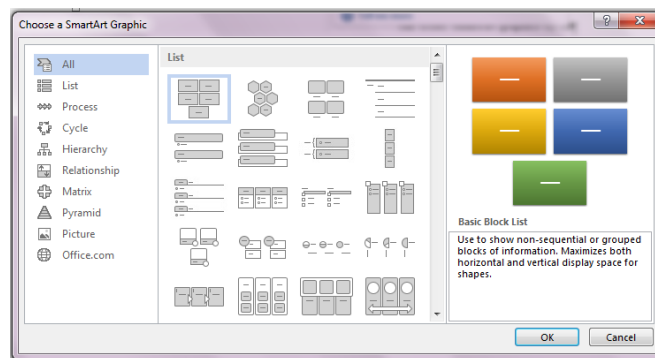 Choose a SmartArt Graphic
All
List
Process
Cycle
Hierarchy
Relationship
Matrix
Pyramid
Picture
Office.com
List
Basic Block List
Use to show non-sequential or grouped
blocks of information. Maximizes both
horizontal and vertical display space for
shapes.
OK
Cancel